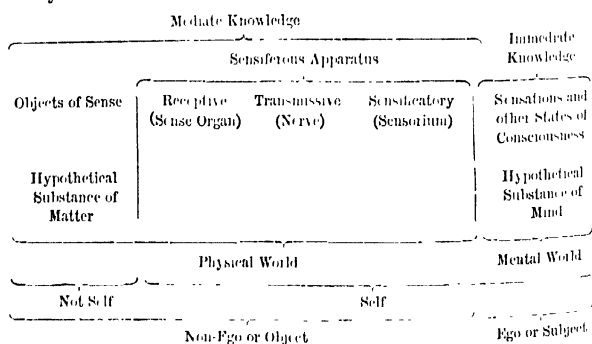 Mediate Knowledge
Immediate
Knowledge
Sensiferous Apparatus
Objects of Sense
Receptive
(Sense Organ)
Transmissive
(Nerve)
Sensificatory
(Sensorium)
Sensations and
other States of
Consciousness
Hypothetical
Substance of
Matter
Hypothetical
Substance of
Mind
Physical World
Mental World
Not Self
Self
Non-Ego or Object
Ego or Subject